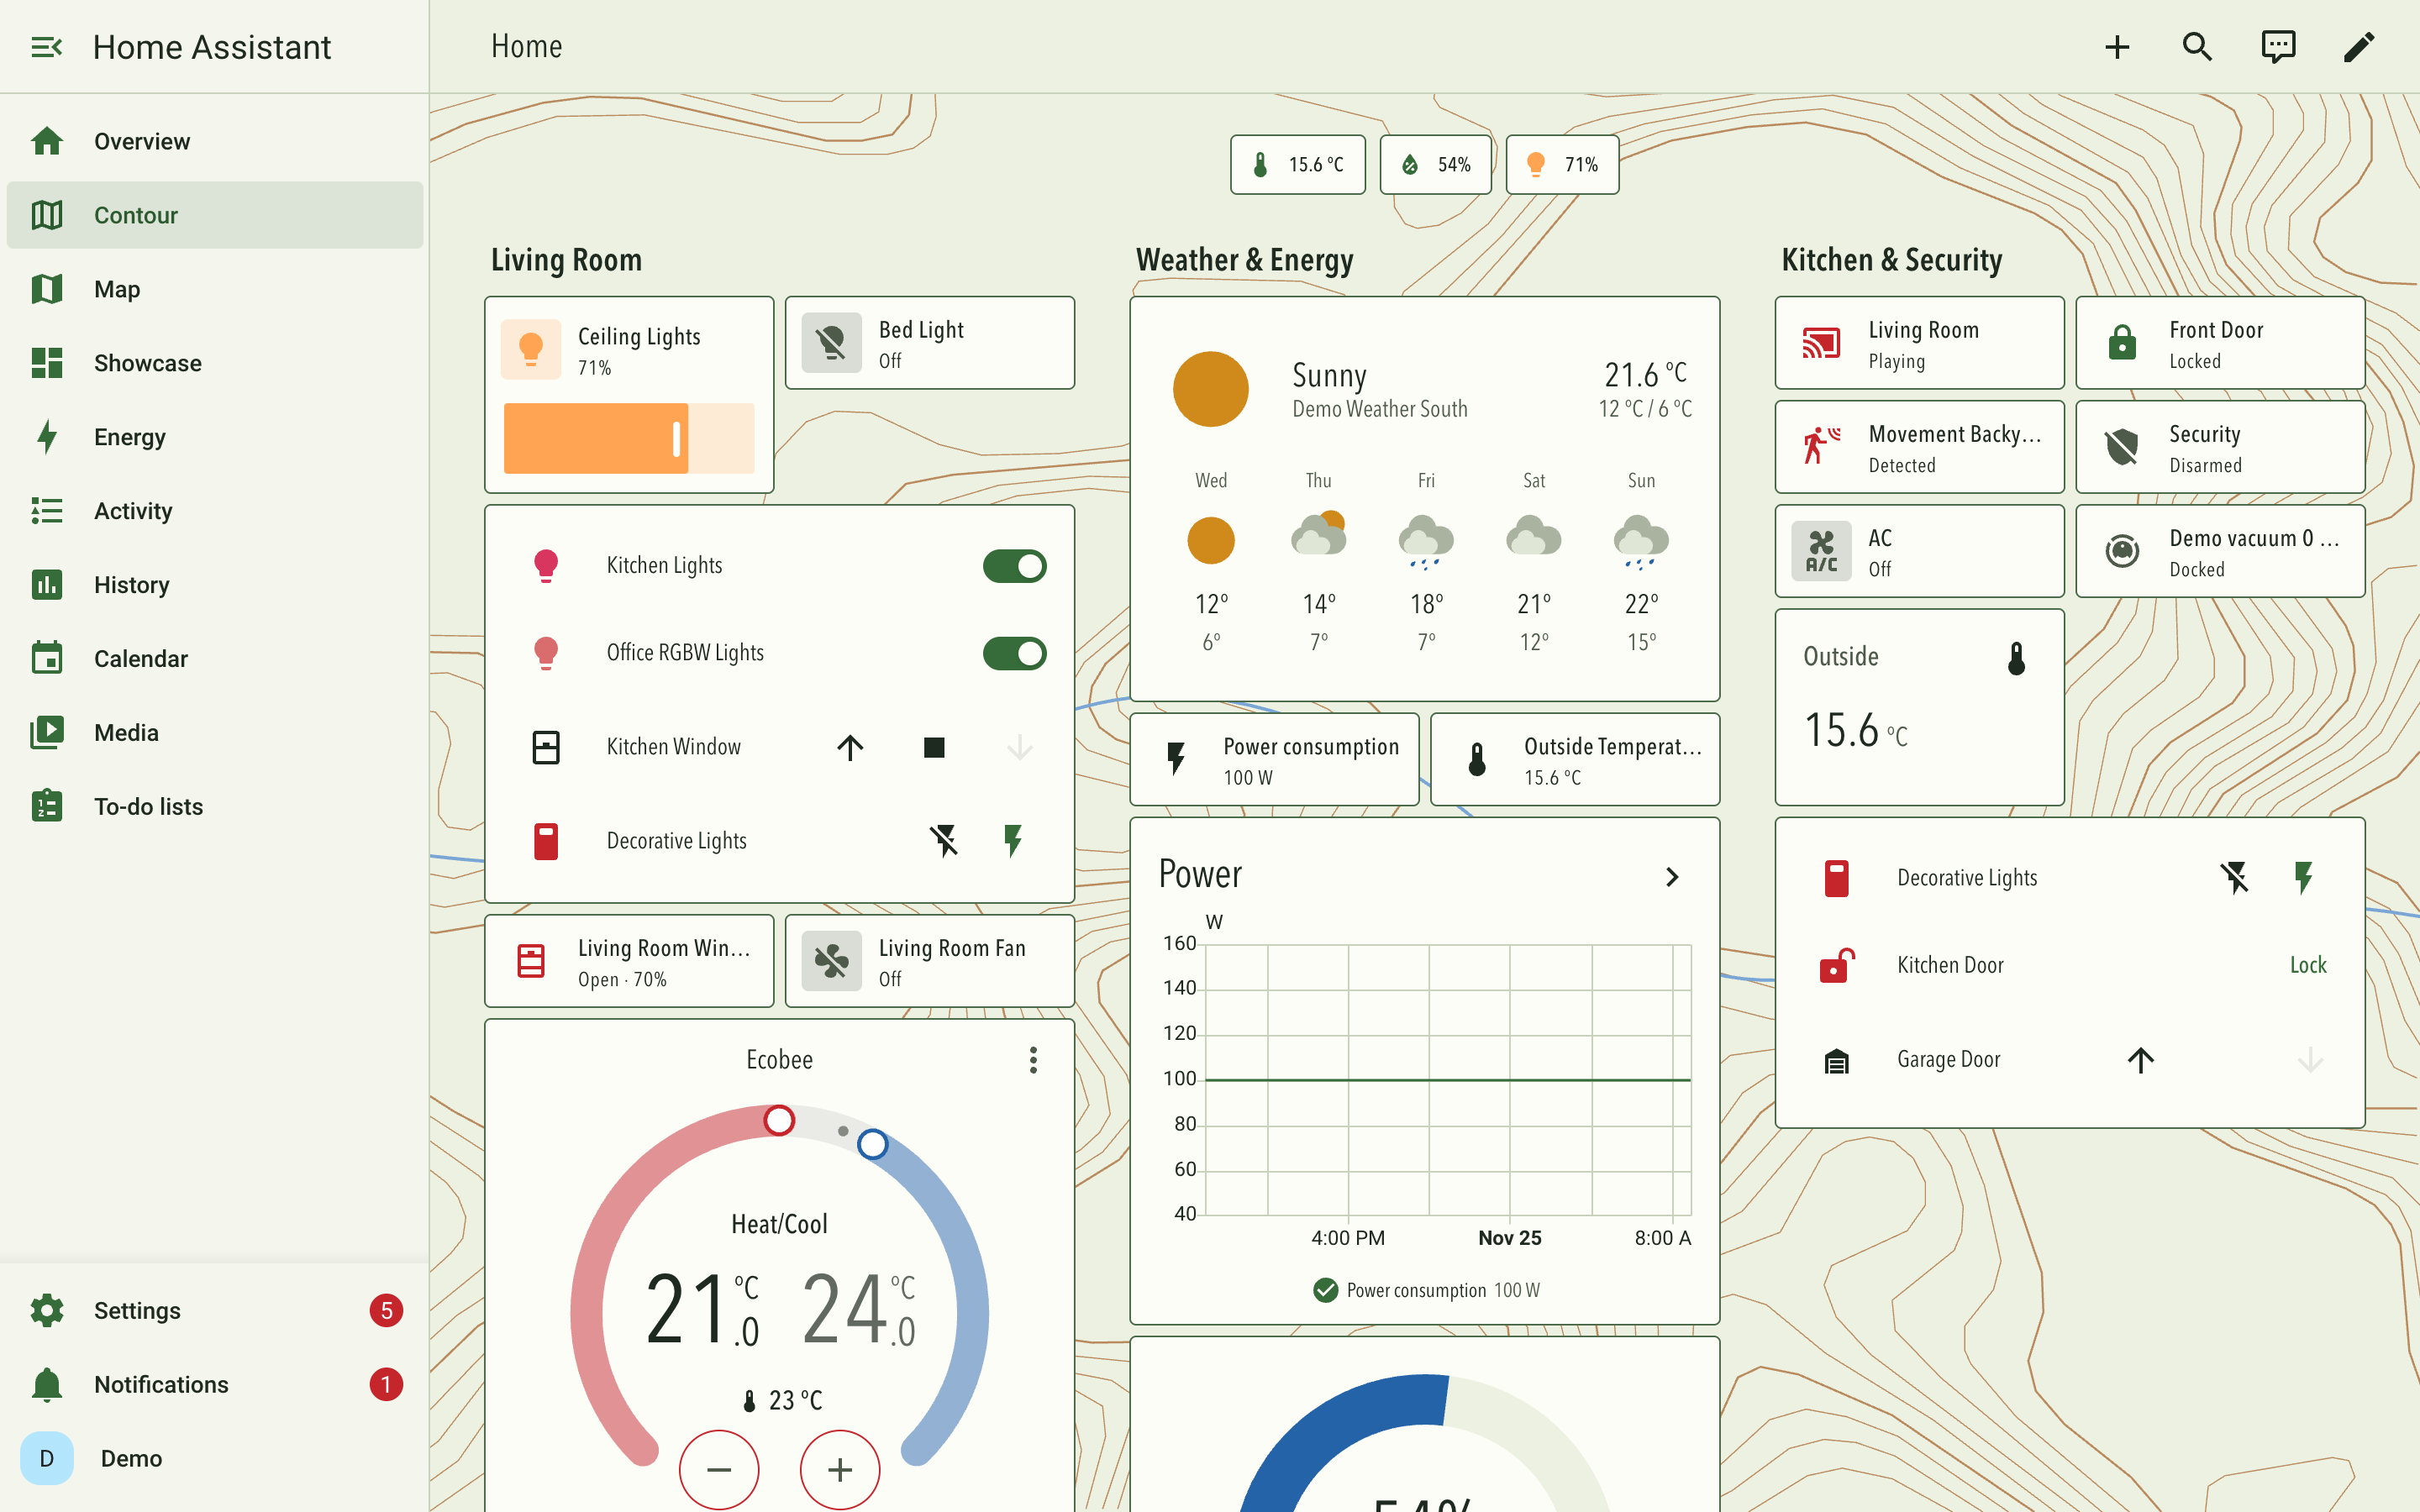 Home Assistant
Overview
Contour
Map
Showcase
Energy
Activity
History
Calendar
Media
To-do lists
Settings
5
Notifications
1
D
Demo
Home
15.6 °C
54%
71%
Living Room
Ceiling Lights
71%
Bed Light
Off
Kitchen Lights
Office RGBW Lights
Kitchen Window
Decorative Lights
Living Room Win…
Open · 70%
Living Room Fan
Off
Ecobee
Heat/Cool
21.0 °C
24.0 °C
23 °C
Weather & Energy
Sunny
Demo Weather South
21.6 °C
12 °C / 6 °C
Wed Thu Fri Sat Sun
12° 14° 18° 21° 22°
6° 7° 7° 12° 15°
Power consumption
100 W
Outside Temperat…
15.6 °C
Power
W
160
140
120
100
80
60
40
4:00 PM Nov 25 8:00 A
Power consumption 100 W
54%
Kitchen & Security
Living Room
Playing
Front Door
Locked
Movement Backy…
Detected
Security
Disarmed
A/C
AC
Off
Demo vacuum 0 …
Docked
Outside
15.6 °C
Decorative Lights
Kitchen Door
Lock
Garage Door